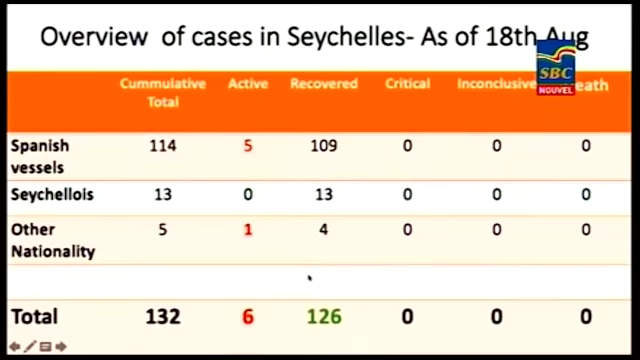 Overview of cases in Seychelles- As of 18th Aug
SBC
NOUVEL
Cummulative Active Recovered Critical Inconclusive eath
Total
Spanish 114 5 109 0 0 0
vessels
Seychellois 13 0 13 0 0 0
Other 5 1 4 0 0 0
Nationality
Total 132 6 126 0 0 0